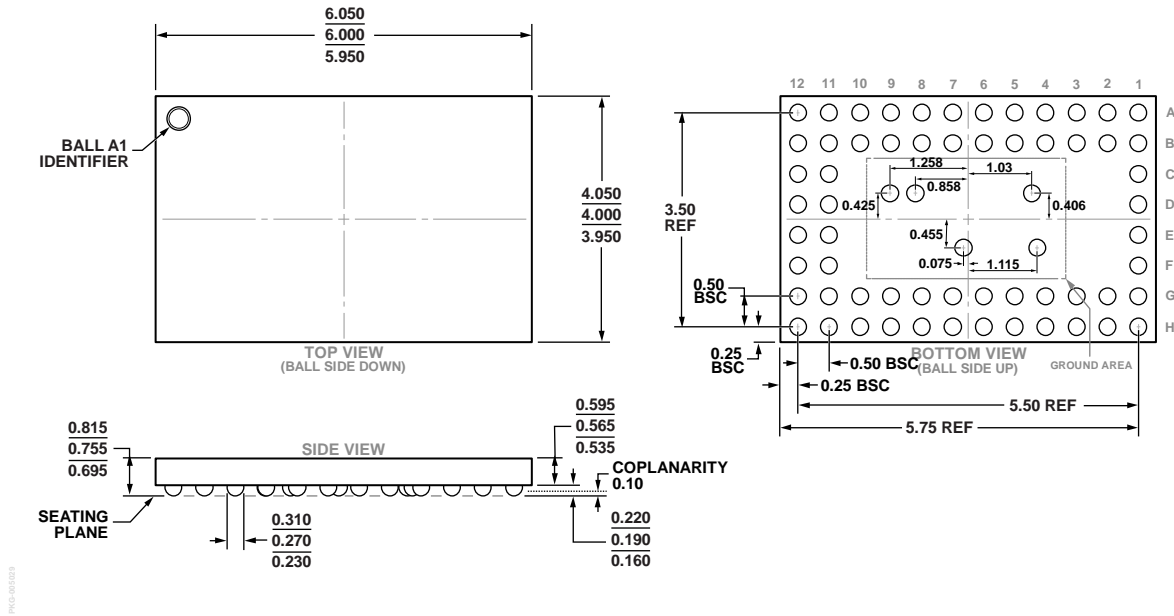 6.050
6.000
5.950
BALL A1
IDENTIFIER
4.050
4.000
3.950
TOP VIEW
(BALL SIDE DOWN)
12 11 10 9 8 7 6 5 4 3 2 1
A
B
C
D
E
F
G
H
1.258
1.03
0.858
0.425
0.406
0.455
0.075
1.115
3.50
REF
0.50
BSC
0.25
BSC
0.50 BSC
0.25 BSC
BOTTOM VIEW
(BALL SIDE UP)
GROUND AREA
5.50 REF
5.75 REF
SIDE VIEW
0.815
0.755
0.695
0.595
0.565
0.535
COPLANARITY
0.10
SEATING
PLANE
0.310
0.270
0.230
0.220
0.190
0.160
PKG-005029